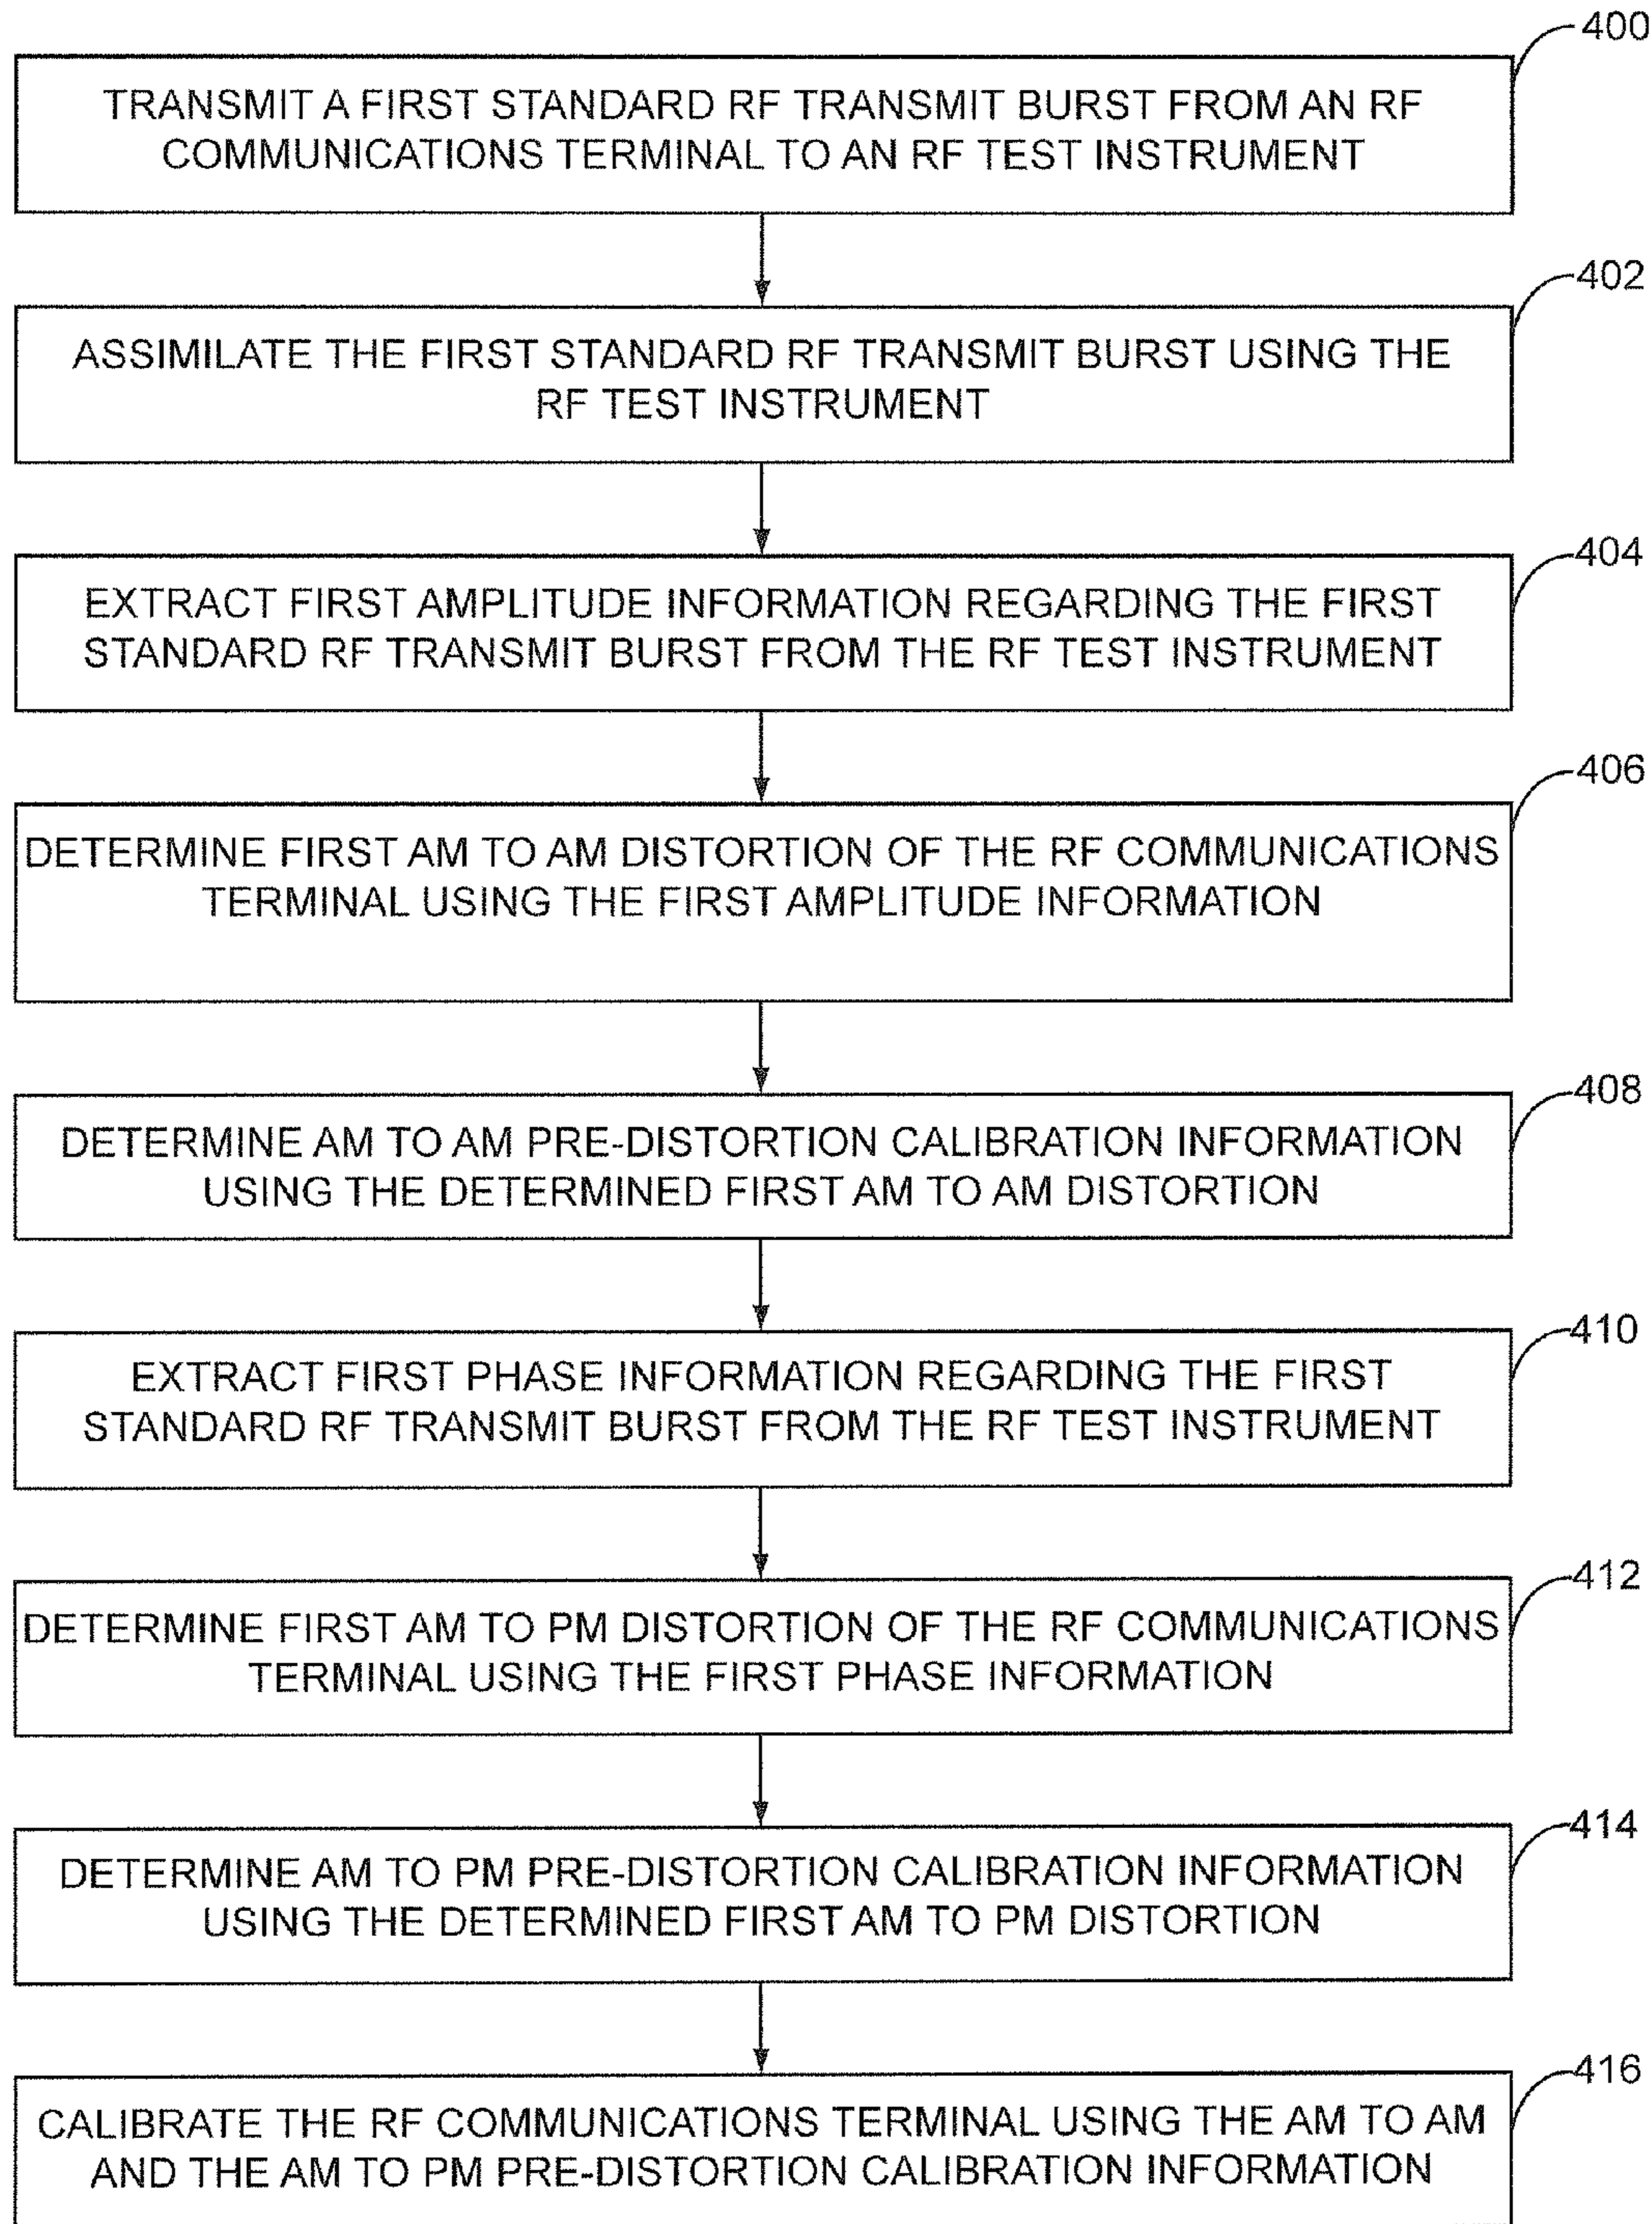 400
TRANSMIT A FIRST STANDARD RF TRANSMIT BURST FROM AN RF
COMMUNICATIONS TERMINAL TO AN RF TEST INSTRUMENT
402
ASSIMILATE THE FIRST STANDARD RF TRANSMIT BURST USING THE
RF TEST INSTRUMENT
404
EXTRACT FIRST AMPLITUDE INFORMATION REGARDING THE FIRST
STANDARD RF TRANSMIT BURST FROM THE RF TEST INSTRUMENT
406
DETERMINE FIRST AM TO AM DISTORTION OF THE RF COMMUNICATIONS
TERMINAL USING THE FIRST AMPLITUDE INFORMATION
408
DETERMINE AM TO AM PRE-DISTORTION CALIBRATION INFORMATION
USING THE DETERMINED FIRST AM TO AM DISTORTION
410
EXTRACT FIRST PHASE INFORMATION REGARDING THE FIRST
STANDARD RF TRANSMIT BURST FROM THE RF TEST INSTRUMENT
412
DETERMINE FIRST AM TO PM DISTORTION OF THE RF COMMUNICATIONS
TERMINAL USING THE FIRST PHASE INFORMATION
414
DETERMINE AM TO PM PRE-DISTORTION CALIBRATION INFORMATION
USING THE DETERMINED FIRST AM TO PM DISTORTION
416
CALIBRATE THE RF COMMUNICATIONS TERMINAL USING THE AM TO AM
AND THE AM TO PM PRE-DISTORTION CALIBRATION INFORMATION